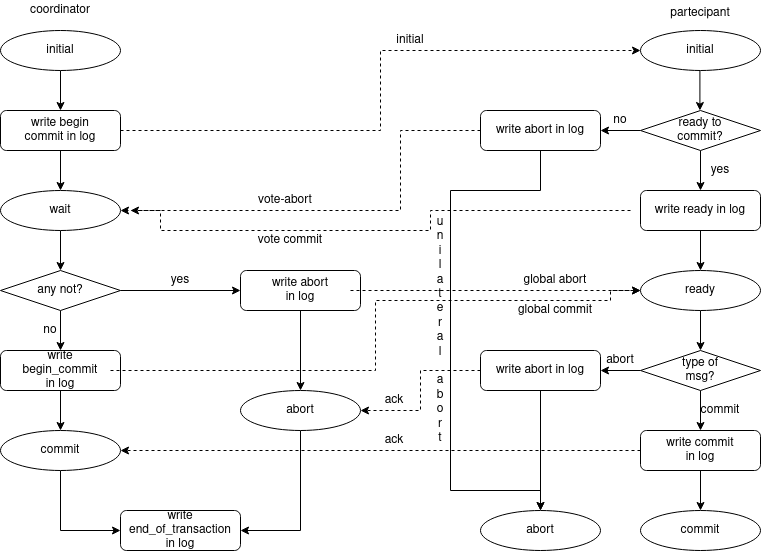 coordinator
partecipant
initial
initial
initial
write begin
commit in log
write abort in log
no
ready to
commit?
yes
wait
vote-abort
vote commit
write ready in log
unilateral abort
any not?
yes
write abort
in log
global abort
global commit
ready
no
write
begin_commit
in log
write abort in log
abort
type of
msg?
commit
ack
abort
commit
ack
write commit
in log
write
end_of_transaction
in log
abort
commit